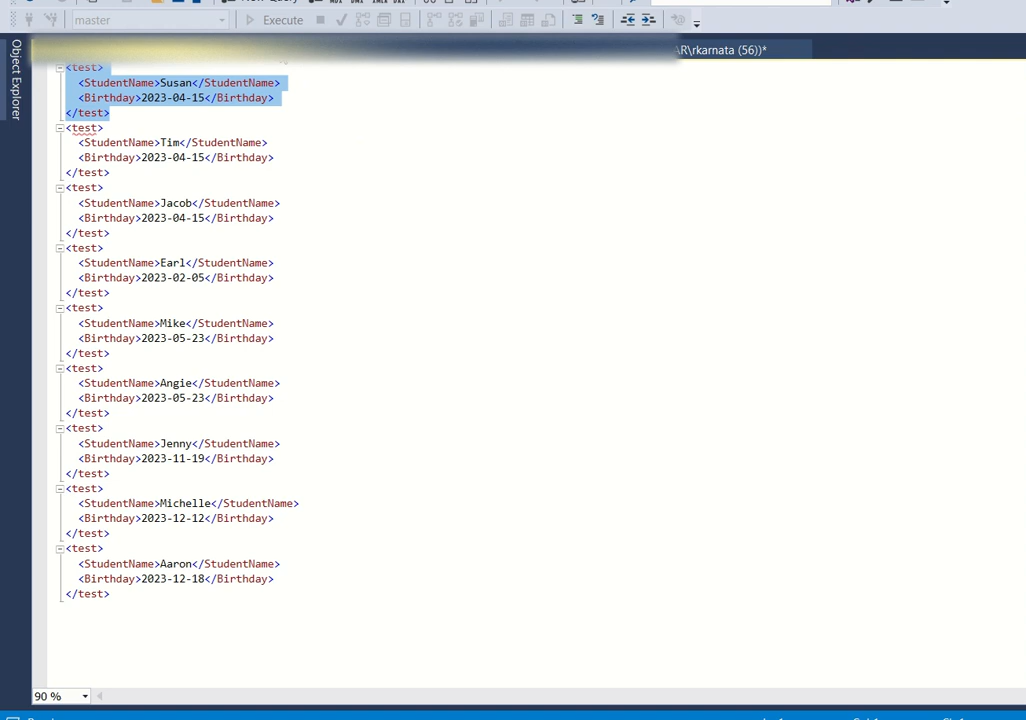 master
Execute
Object Explorer
AR\rkarnata (56))*
<test>
<StudentName>Susan</StudentName>
<Birthday>2023-04-15</Birthday>
</test>
<test>
<StudentName>Tim</StudentName>
<Birthday>2023-04-15</Birthday>
</test>
<test>
<StudentName>Jacob</StudentName>
<Birthday>2023-04-15</Birthday>
</test>
<test>
<StudentName>Earl</StudentName>
<Birthday>2023-02-05</Birthday>
</test>
<test>
<StudentName>Mike</StudentName>
<Birthday>2023-05-23</Birthday>
</test>
<test>
<StudentName>Angie</StudentName>
<Birthday>2023-05-23</Birthday>
</test>
<test>
<StudentName>Jenny</StudentName>
<Birthday>2023-11-19</Birthday>
</test>
<test>
<StudentName>Michelle</StudentName>
<Birthday>2023-12-12</Birthday>
</test>
<test>
<StudentName>Aaron</StudentName>
<Birthday>2023-12-18</Birthday>
</test>
90 %